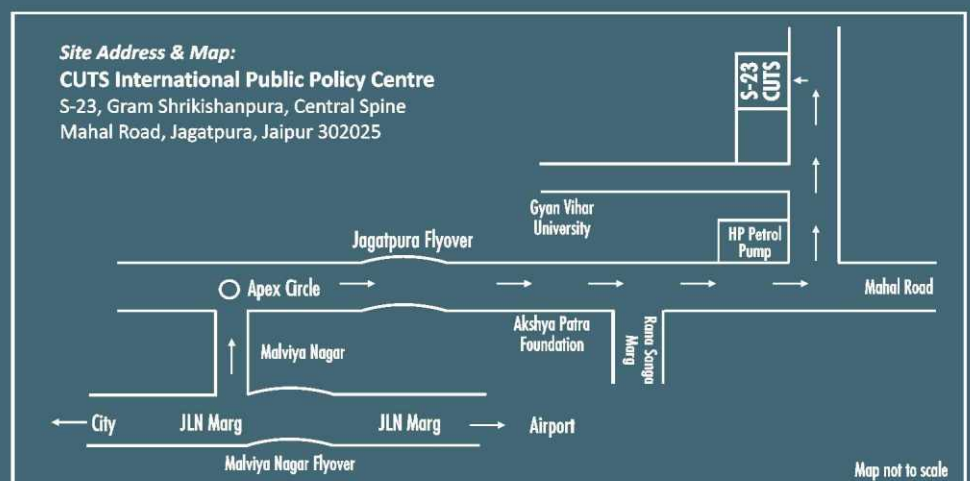 Site Address & Map:
CUTS International Public Policy Centre
S-23, Gram Shrikishanpura, Central Spine
Mahal Road, Jagatpura, Jaipur 302025
S-23
CUTS
Gyan Vihar
University
HP Petrol
Pump
Jagatpura Flyover
Apex Circle
Mahal Road
Akshya Patra
Foundation
Rana Sanga
Marg
Malviya Nagar
City
JLN Marg
JLN Marg
Airport
Malviya Nagar Flyover
Map not to scale